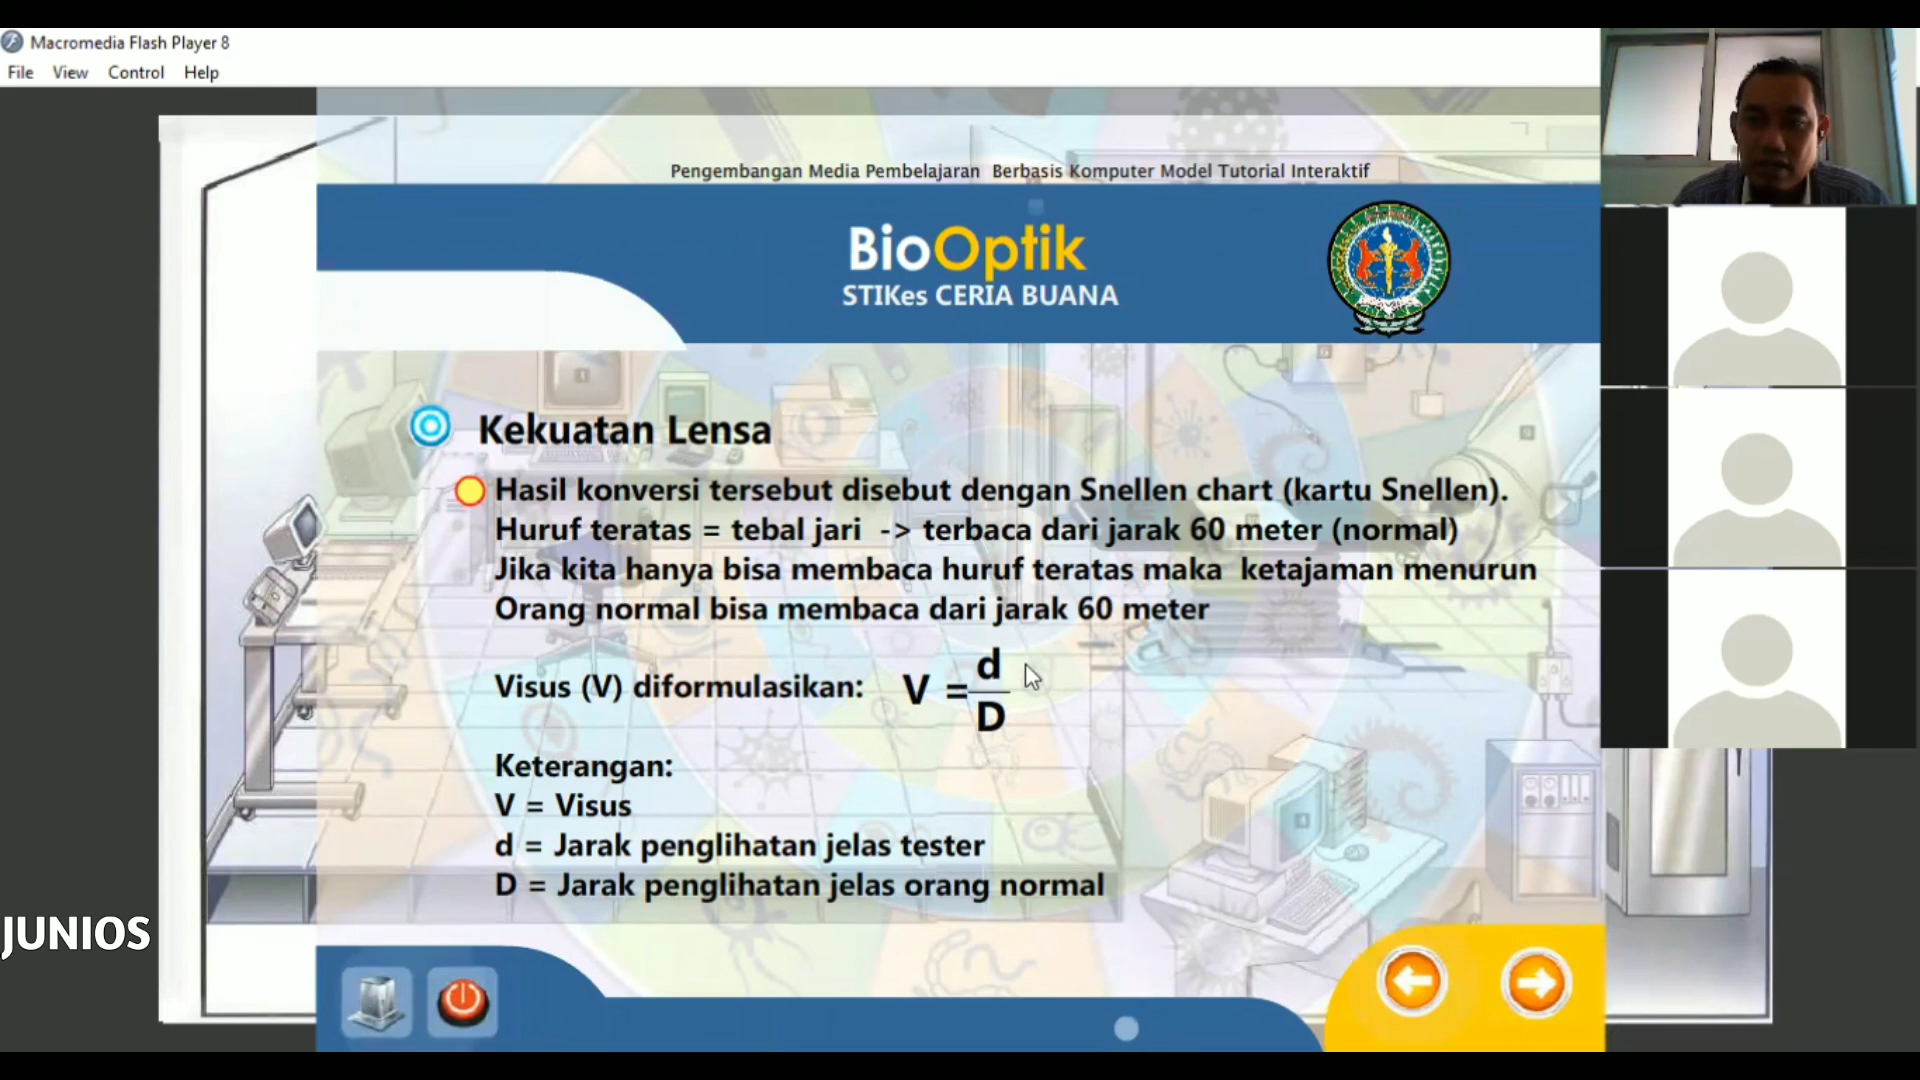 Macromedia Flash Player 8
File View Control Help
Pengembangan Media Pembelajaran Berbasis Komputer Model Tutorial Interaktif
BioOptik
STIKes CERIA BUANA
Kekuatan Lensa
Hasil konversi tersebut disebut dengan Snellen chart (kartu Snellen).
Huruf teratas = tebal jari -> terbaca dari jarak 60 meter (normal)
Jika kita hanya bisa membaca huruf teratas maka ketajaman menurun
Orang normal bisa membaca dari jarak 60 meter
Visus (V) diformulasikan: V = d
D
Keterangan:
V = Visus
d = Jarak penglihatan jelas tester
D = Jarak penglihatan jelas orang normal
JUNIOS